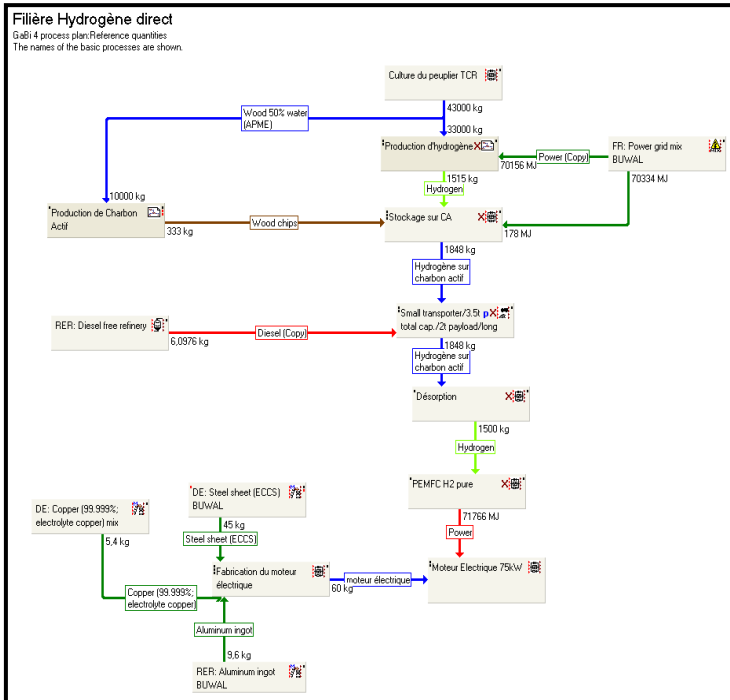 Filière Hydrogène direct
GaBi 4 process plan:Reference quantities
The names of the basic processes are shown.
Culture du peuplier TCR
43000 kg
Wood 50% water
(APME)
33000 kg
Production d'hydrogène
FR: Power grid mix
BUWAL
Power (Copy)
70156 MJ
70334 MJ
1515 kg
Hydrogen
10000 kg
Production de Charbon
Actif
333 kg
Wood chips
Stockage sur CA
178 MJ
1848 kg
Hydrogène sur
charbon actif
RER: Diesel free refinery
6,0976 kg
Diesel (Copy)
Small transporter/3.5t
total cap./2t payload/long
p
1848 kg
Hydrogène sur
charbon actif
Désorption
1500 kg
Hydrogen
PEMFC H2 pure
71766 MJ
Power
DE: Copper (99.999%;
electrolyte copper) mix
5,4 kg
DE: Steel sheet (ECCS)
BUWAL
45 kg
Steel sheet (ECCS)
Fabrication du moteur
électrique
60 kg
moteur électrique
Moteur Electrique 75kW
Copper (99.999%;
electrolyte copper)
Aluminum ingot
9,6 kg
RER: Aluminum ingot
BUWAL